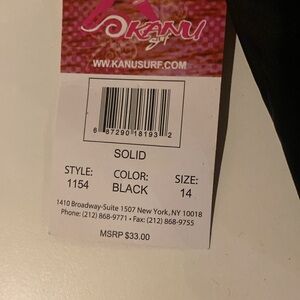 KANU
SURF
WWW.KANUSURF.COM
6 87290 18193 2
SOLID
STYLE: COLOR: SIZE:
1154 BLACK 14
1410 Broadway-Suite 1507 New York, NY 10018
Phone: (212) 868-9771 • Fax: (212) 868-9755
MSRP $33.00